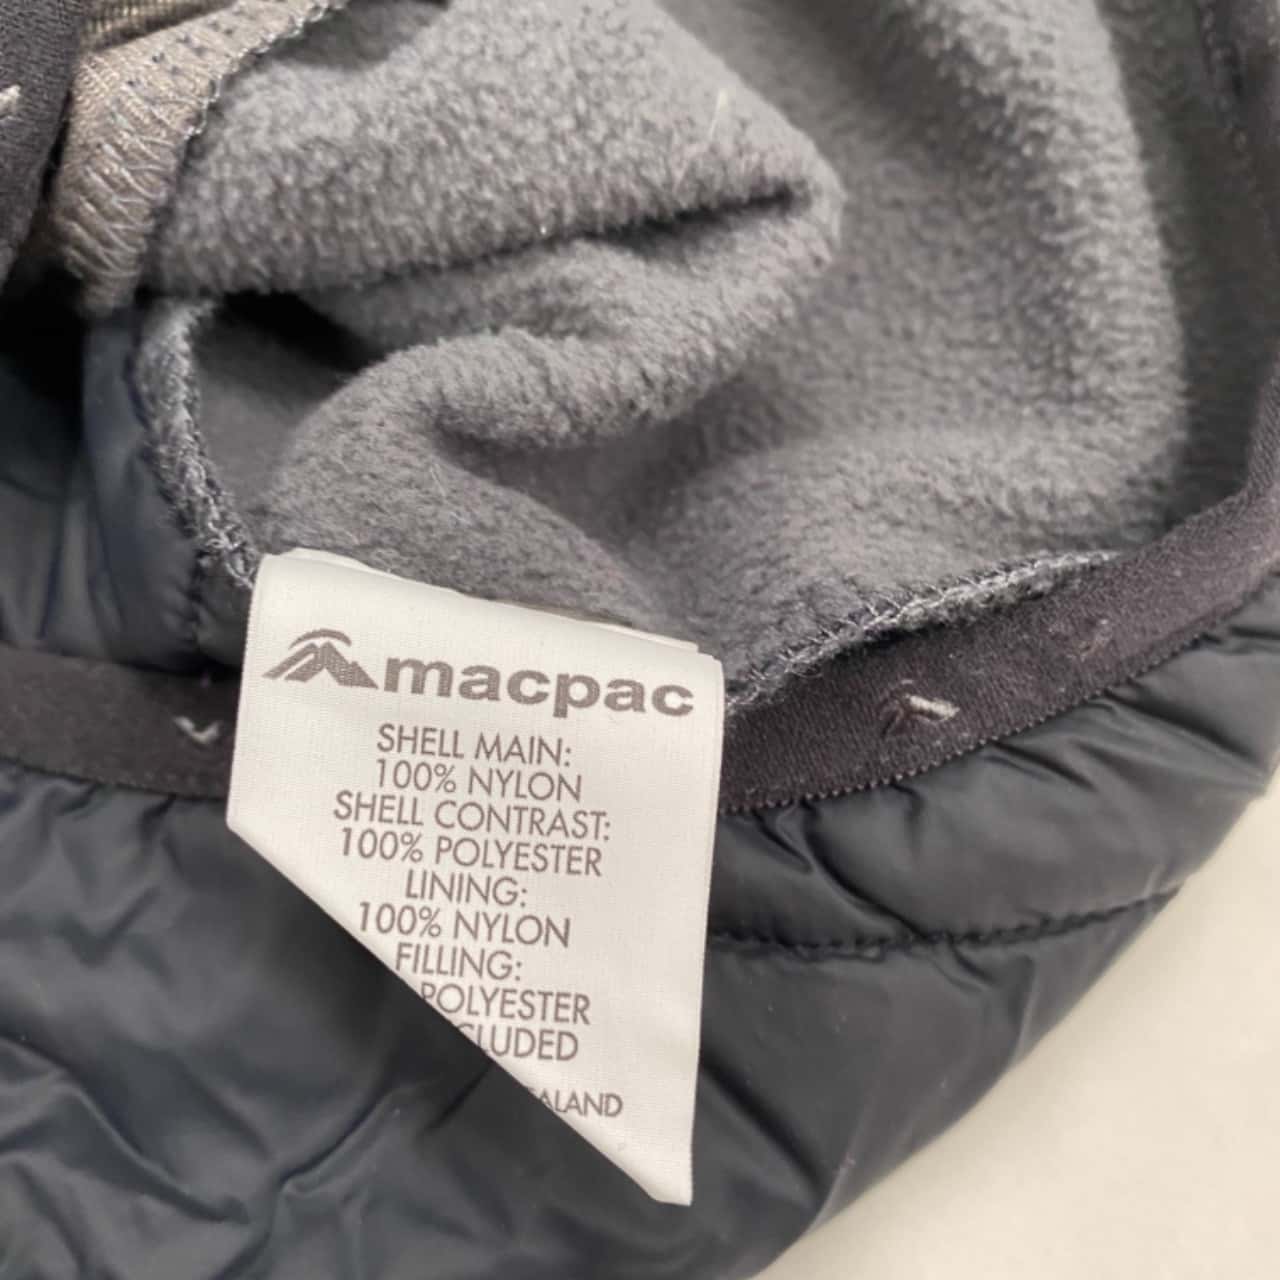 macpac
SHELL MAIN:
100% NYLON
SHELL CONTRAST:
100% POLYESTER
LINING:
100% NYLON
FILLING:
POLYESTER